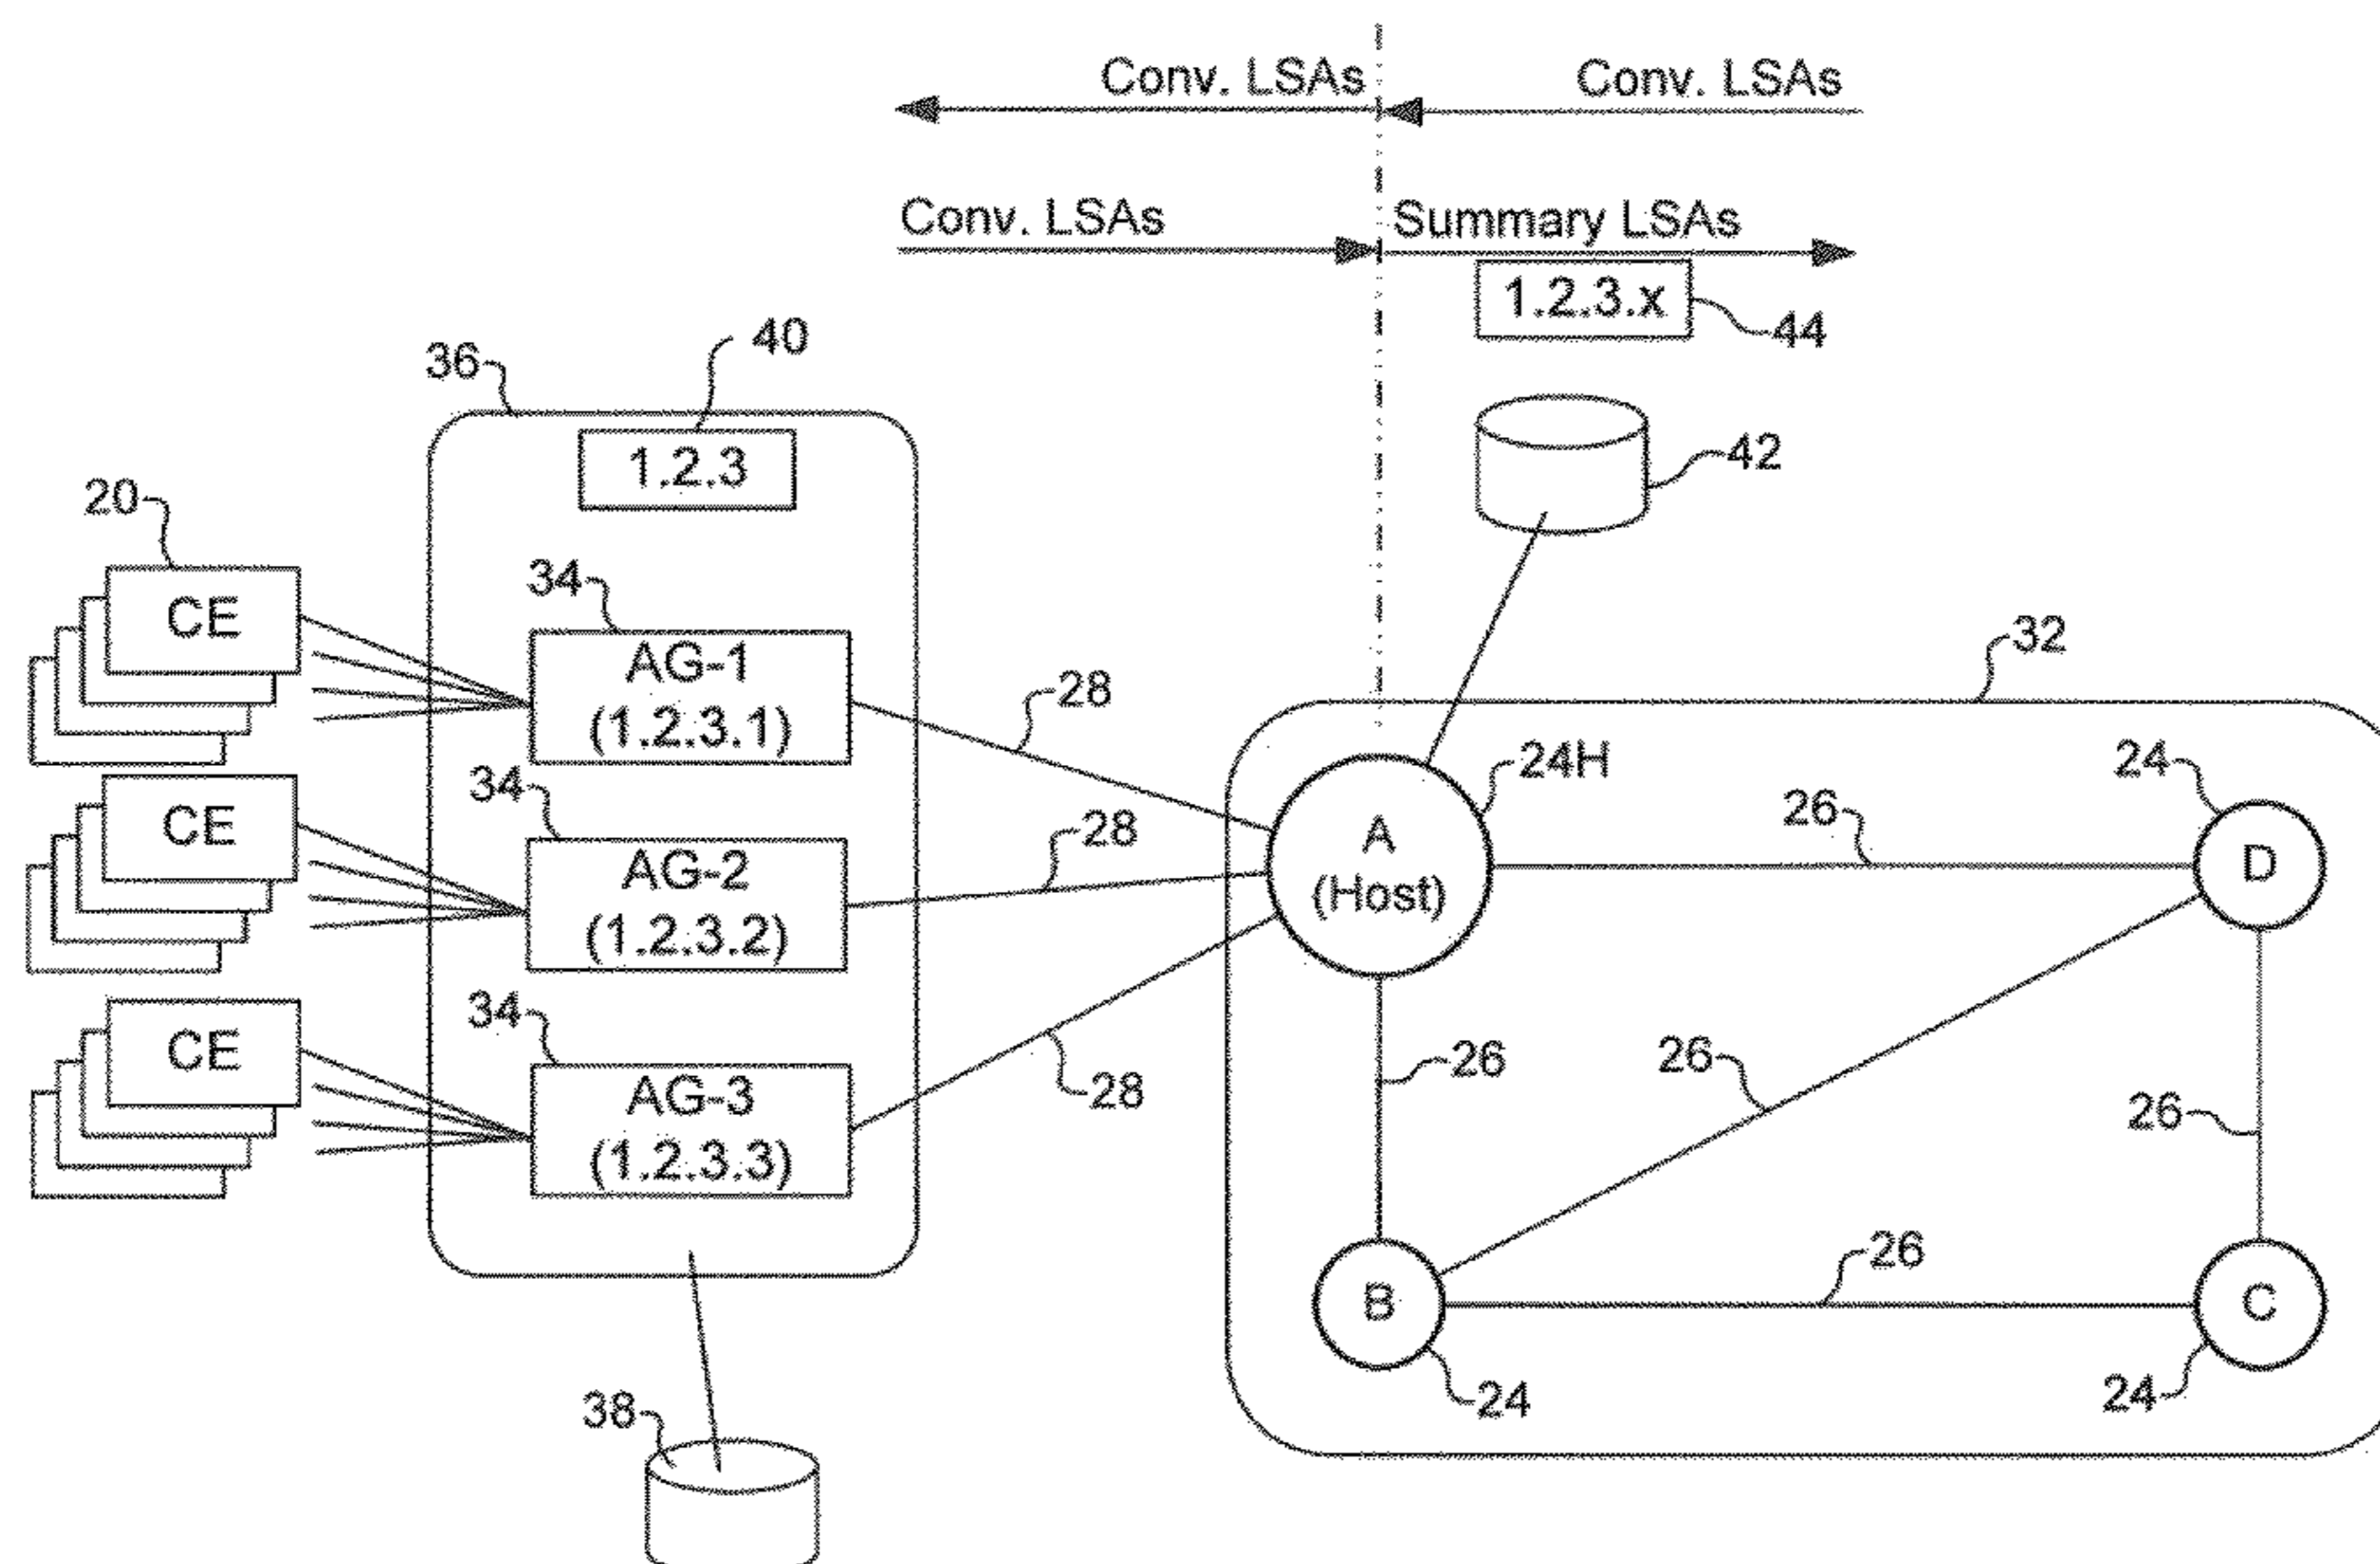 Conv. LSAs
Conv. LSAs
Conv. LSAs
Summary LSAs
1.2.3.x
44
40
36
1.2.3
42
20
34
CE
AG-1
(1.2.3.1)
28
32
34
24H
24
CE
AG-2
(1.2.3.2)
28
A
(Host)
26
D
34
CE
AG-3
(1.2.3.3)
28
26
26
26
26
B
C
24
24
38